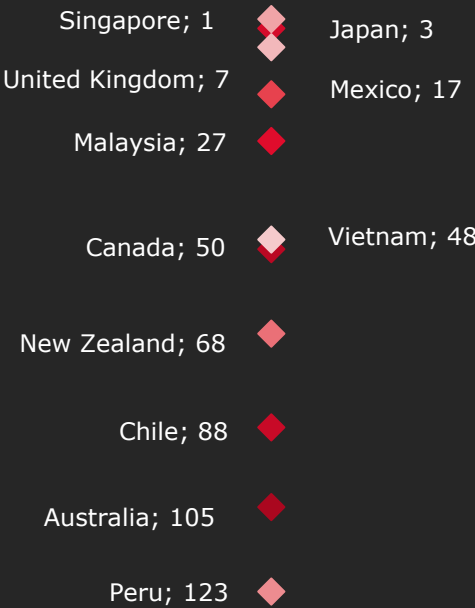 Singapore; 1
Japan; 3
United Kingdom; 7
Mexico; 17
Malaysia; 27
Vietnam; 48
Canada; 50
New Zealand; 68
Chile; 88
Australia; 105
Peru; 123